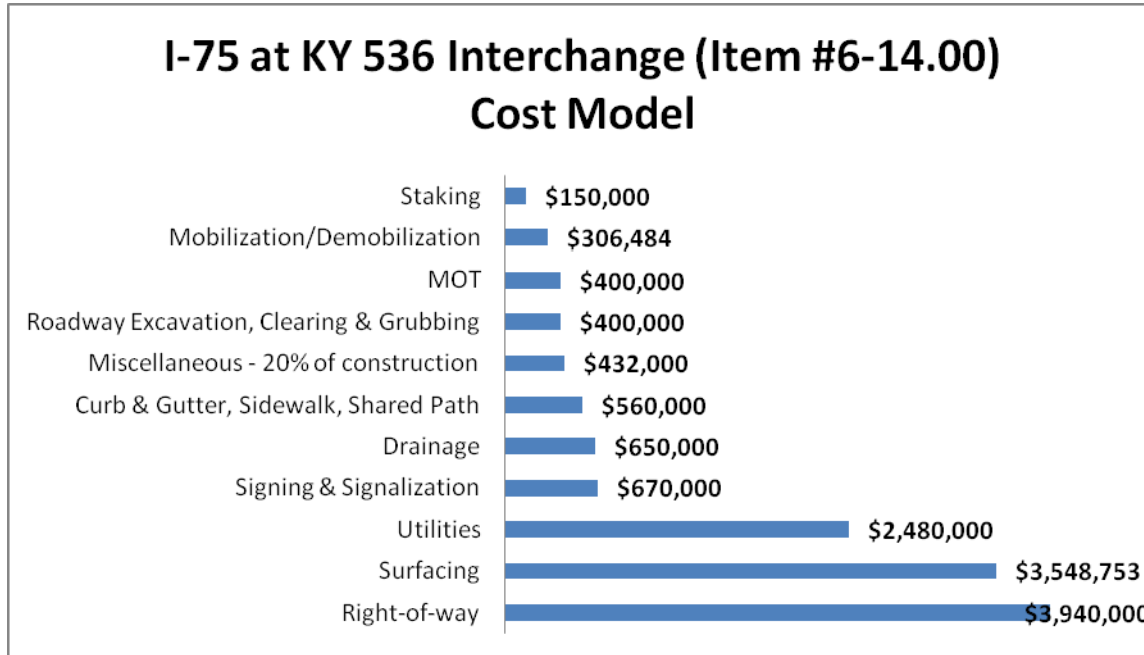 I-75 at KY 536 Interchange (Item #6-14.00)
Cost Model
Staking $150,000
Mobilization/Demobilization $306,484
MOT $400,000
Roadway Excavation, Clearing & Grubbing $400,000
Miscellaneous - 20% of construction $432,000
Curb & Gutter, Sidewalk, Shared Path $560,000
Drainage $650,000
Signing & Signalization $670,000
Utilities $2,480,000
Surfacing $3,548,753
Right-of-way $3,940,000